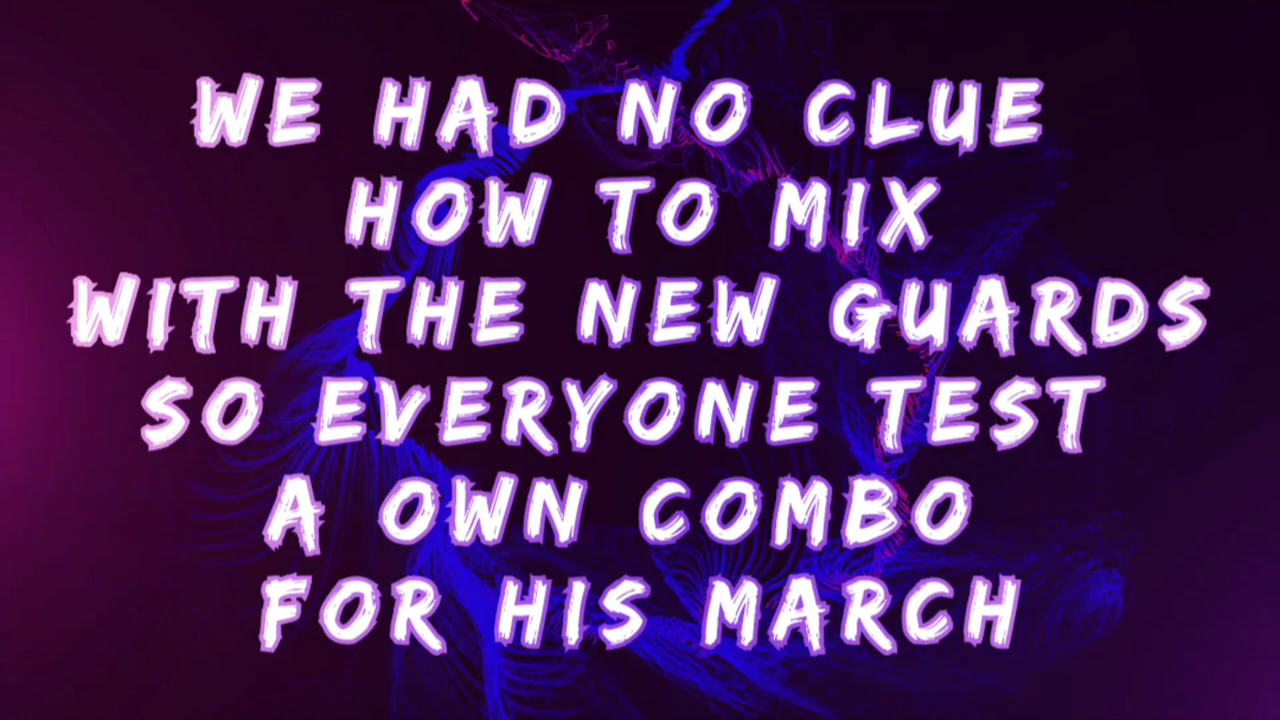 WE HAD NO CLUE
HOW TO MIX
WITH THE NEW GUARDS
SO EVERYONE TEST
A OWN COMBO
FOR HIS MARCH